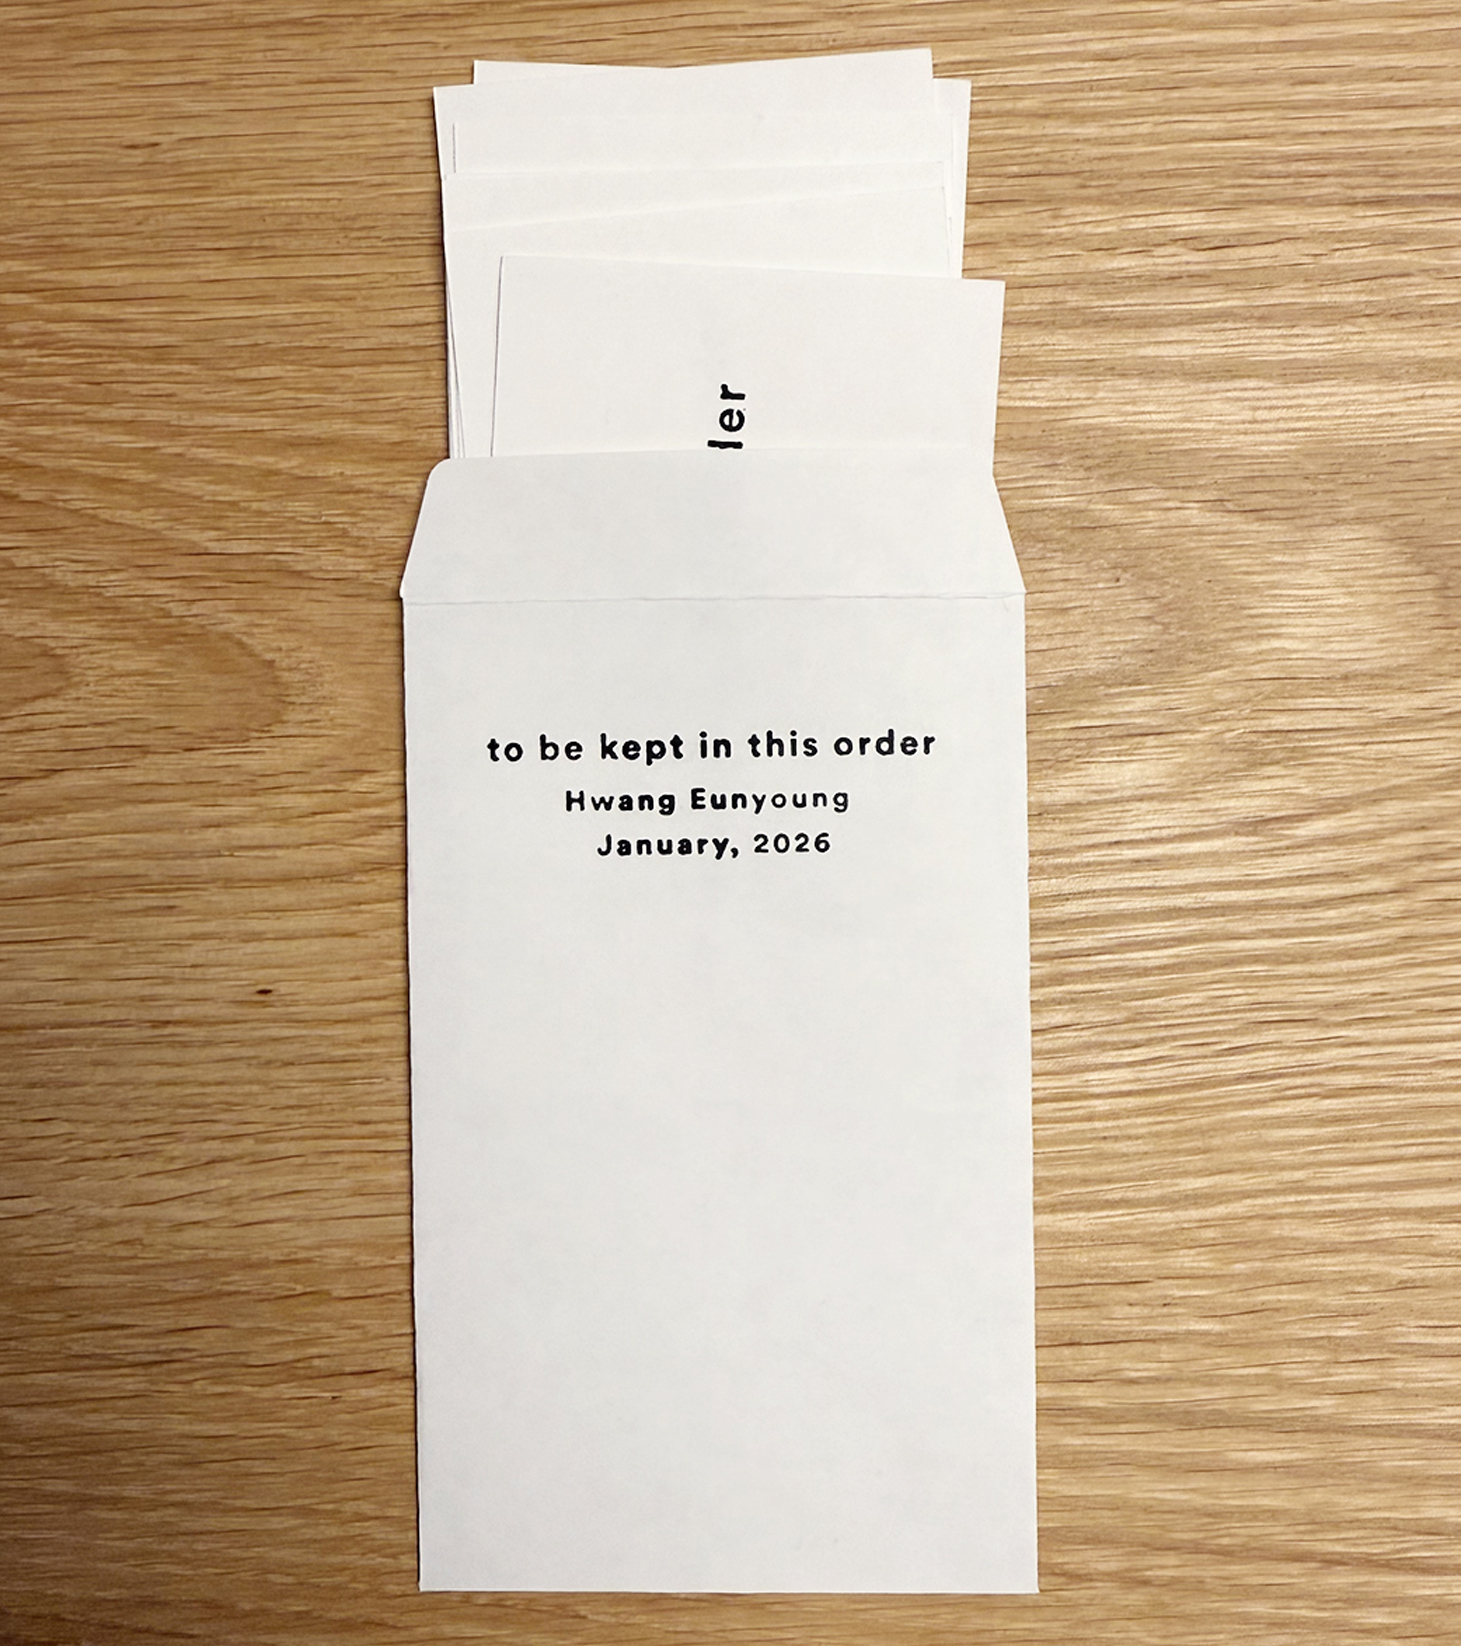 to be kept in this order
Hwang Eunyoung
January, 2026